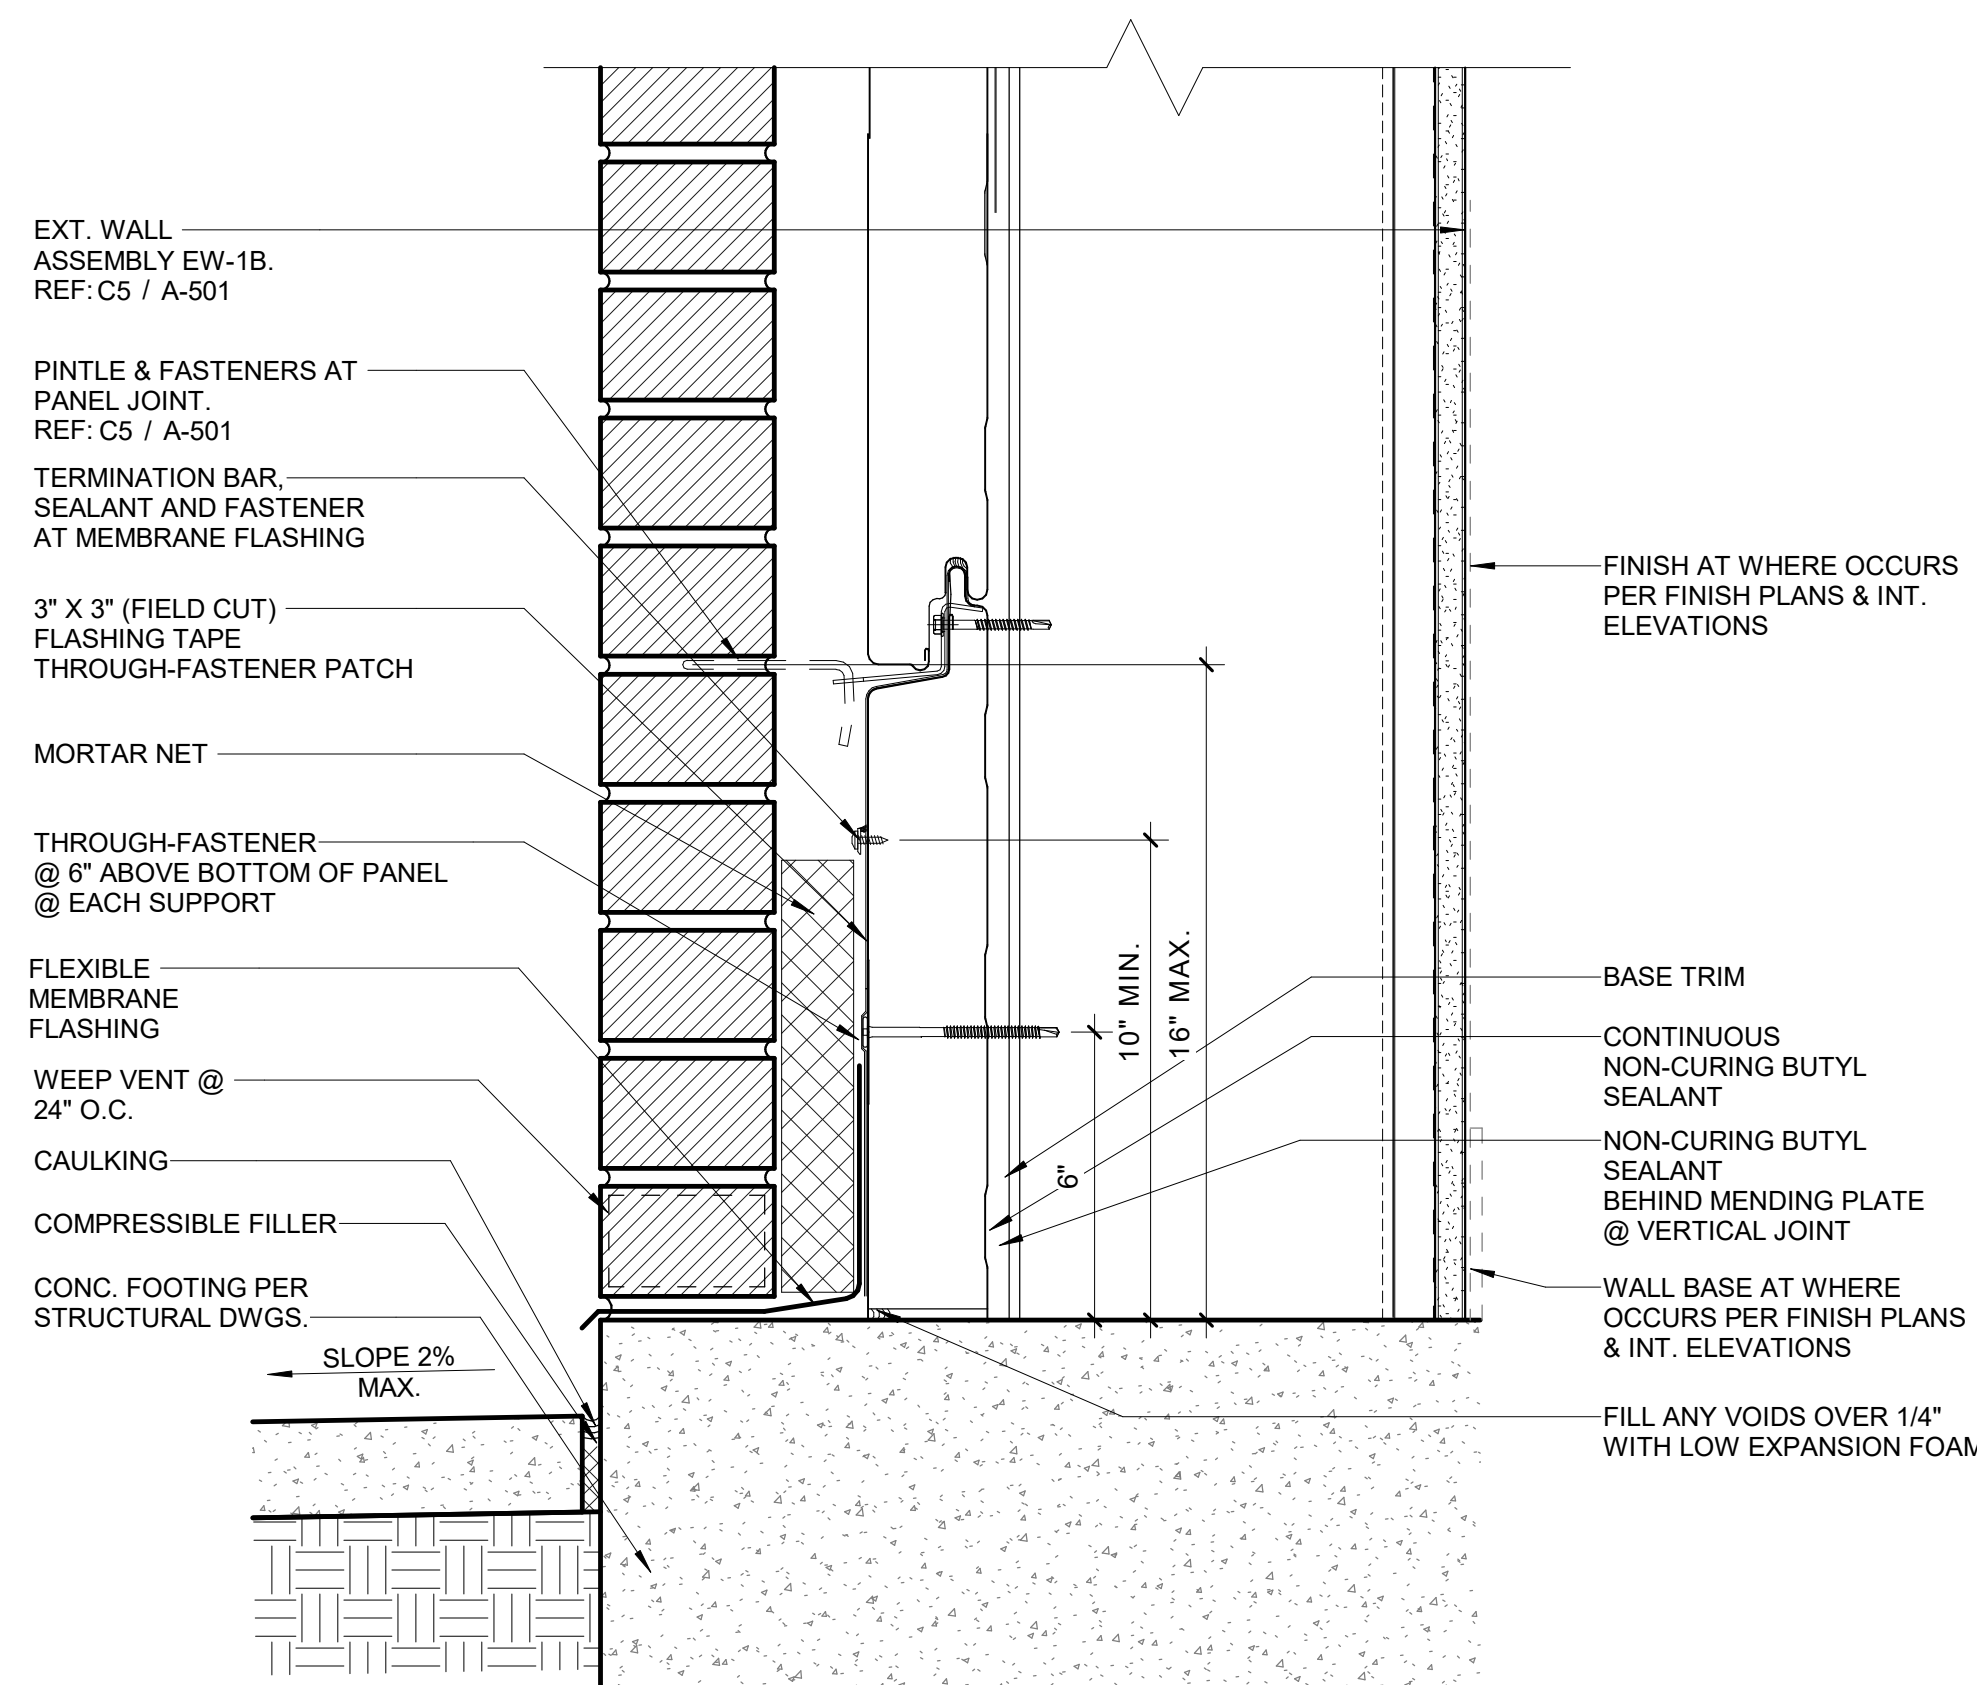 EXT. WALL
ASSEMBLY EW-1B.
REF: C5 / A-501
PINTLE & FASTENERS AT
PANEL JOINT.
REF: C5 / A-501
TERMINATION BAR,
SEALANT AND FASTENER
AT MEMBRANE FLASHING
3" X 3" (FIELD CUT)
FLASHING TAPE
THROUGH-FASTENER PATCH
MORTAR NET
THROUGH-FASTENER
@ 6" ABOVE BOTTOM OF PANEL
@ EACH SUPPORT
FLEXIBLE
MEMBRANE
FLASHING
WEEP VENT @
24" O.C.
CAULKING
COMPRESSIBLE FILLER
CONC. FOOTING PER
STRUCTURAL DWGS.
SLOPE 2%
MAX.
6"
10" MIN.
16" MAX.
FINISH AT WHERE OCCURS
PER FINISH PLANS & INT.
ELEVATIONS
BASE TRIM
CONTINUOUS
NON-CURING BUTYL
SEALANT
NON-CURING BUTYL
SEALANT
BEHIND MENDING PLATE
@ VERTICAL JOINT
WALL BASE AT WHERE
OCCURS PER FINISH PLANS
& INT. ELEVATIONS
FILL ANY VOIDS OVER 1/4"
WITH LOW EXPANSION FOAM